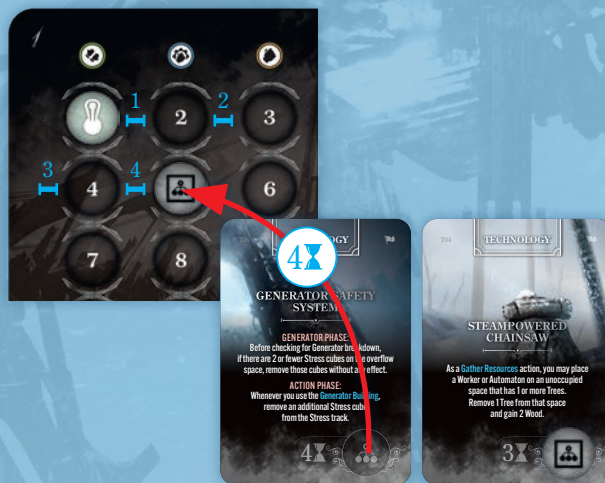 1
2
2
3
3
4
4
6
7
8
4
GENERATOR SAFETY
SYSTEM
GENERATOR PHASE:
Before checking for Generator breakdown,
if there are 2 or fewer Stress cubes on the overflow
space, remove those cubes without any effect.
ACTION PHASE:
Whenever you use the Generator Building,
remove an additional Stress cube
from the Stress track.
4
T04
TECHNOLOGY
STEAMPOWERED
CHAINSAW
As a Gather Resources action, you may place
a Worker or Automaton on an unoccupied
space that has 1 or more Trees.
Remove 1 Tree from that space
and gain 2 Wood.
3